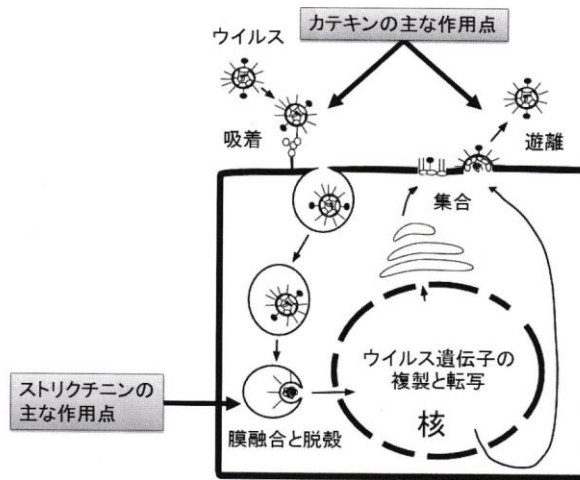 カテキンの主な作用点
ウイルス
吸着
遊離
集合
ウイルス遺伝子の
複製と転写
核
ストリクチニンの
主な作用点
膜融合と脱殻